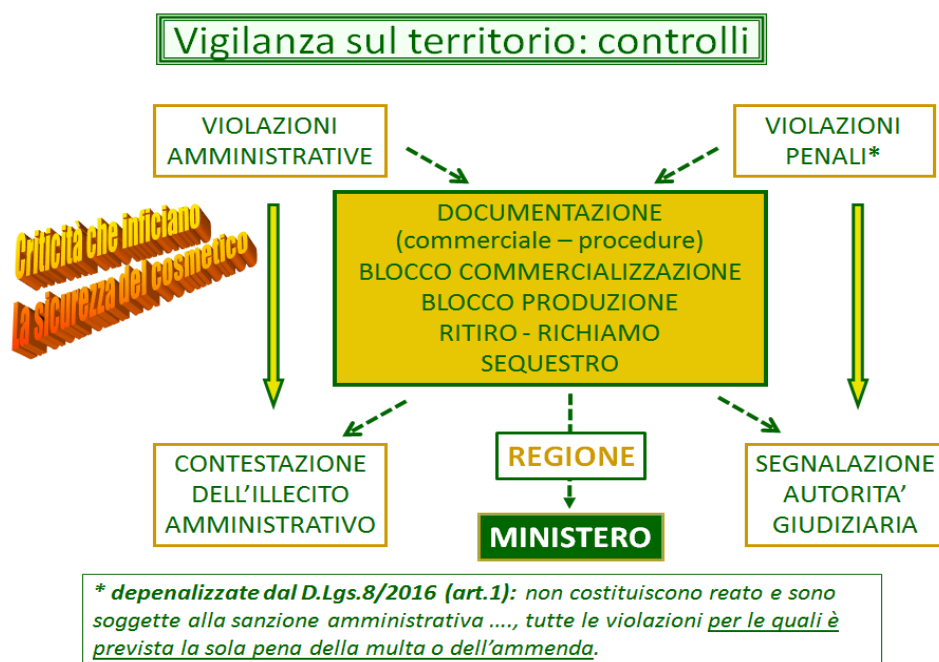 Vigilanza sul territorio: controlli
VIOLAZIONI
AMMINISTRATIVE
VIOLAZIONI
PENALI*
Criticità che inficiano
La sicurezza del cosmetico
DOCUMENTAZIONE
(commerciale – procedure)
BLOCCO COMMERCIALIZZAZIONE
BLOCCO PRODUZIONE
RITIRO - RICHIAMO
SEQUESTRO
CONTESTAZIONE
DELL’ILLECITO
AMMINISTRATIVO
REGIONE
MINISTERO
SEGNALAZIONE
AUTORITA’
GIUDIZIARIA
* depenalizzate dal D.Lgs.8/2016 (art.1): non costituiscono reato e sono
soggette alla sanzione amministrativa ...., tutte le violazioni per le quali è
prevista la sola pena della multa o dell’ammenda.